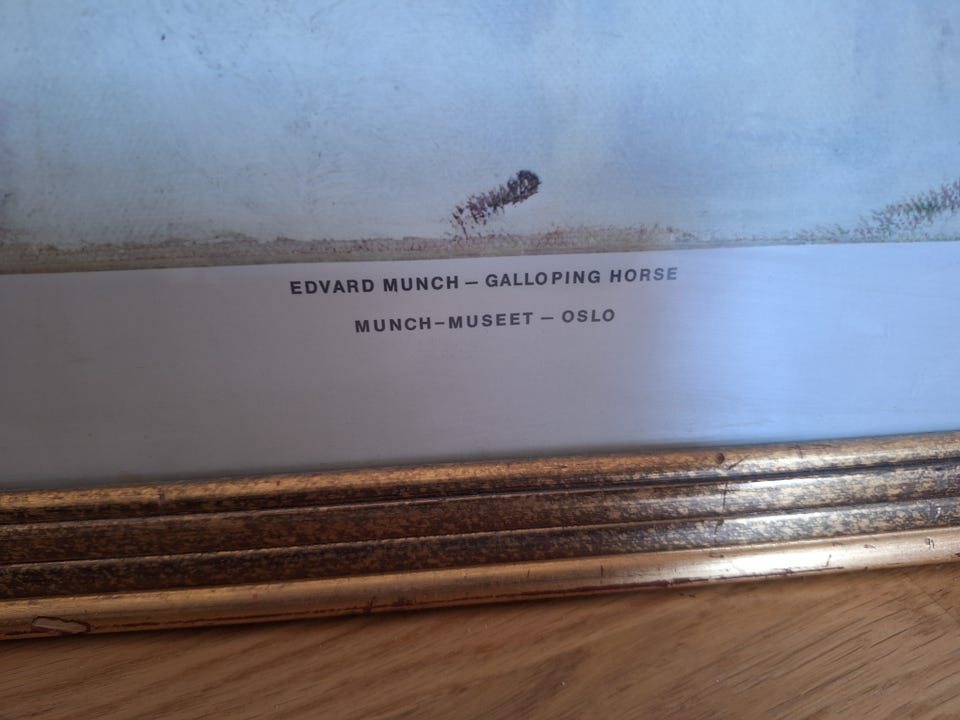 EDVARD MUNCH – GALLOPING HORSE
MUNCH–MUSEET – OSLO